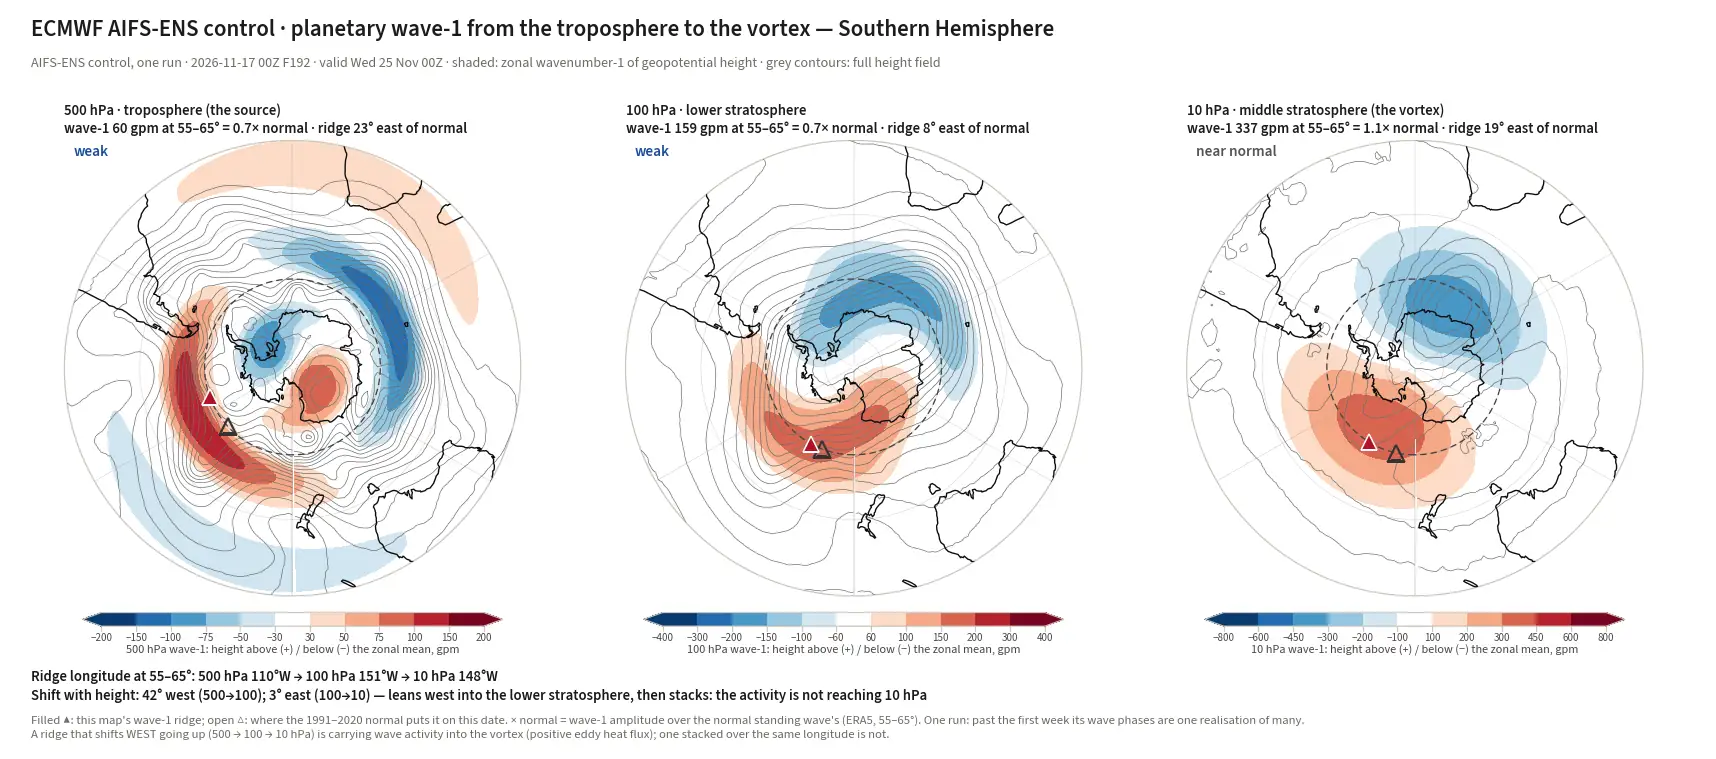 ECMWF AIFS-ENS control · planetary wave-1 from the troposphere to the vortex — Southern Hemisphere
AIFS-ENS control, one run · 2026-11-17 00Z F192 · valid Wed 25 Nov 00Z · shaded: zonal wavenumber-1 of geopotential height · grey contours: full height field
500 hPa · troposphere (the source)
wave-1 60 gpm at 55–65° = 0.7× normal · ridge 23° east of normal
weak
100 hPa · lower stratosphere
wave-1 159 gpm at 55–65° = 0.7× normal · ridge 8° east of normal
weak
10 hPa · middle stratosphere (the vortex)
wave-1 337 gpm at 55–65° = 1.1× normal · ridge 19° east of normal
near normal
−200 −150 −100 −75 −50 −30 30 50 75 100 150 200
500 hPa wave-1: height above (+) / below (−) the zonal mean, gpm
−400 −300 −200 −150 −100 −60 60 100 150 200 300 400
100 hPa wave-1: height above (+) / below (−) the zonal mean, gpm
−800 −600 −450 −300 −200 −100 100 200 300 450 600 800
10 hPa wave-1: height above (+) / below (−) the zonal mean, gpm
Ridge longitude at 55–65°: 500 hPa 110°W → 100 hPa 151°W → 10 hPa 148°W
Shift with height: 42° west (500→100); 3° east (100→10) — leans west into the lower stratosphere, then stacks: the activity is not reaching 10 hPa
Filled ▲: this map's wave-1 ridge; open △: where the 1991–2020 normal puts it on this date. × normal = wave-1 amplitude over the normal standing wave's (ERA5, 55–65°). One run: past the first week its wave phases are one realisation of many.
A ridge that shifts WEST going up (500 → 100 → 10 hPa) is carrying wave activity into the vortex (positive eddy heat flux); one stacked over the same longitude is not.